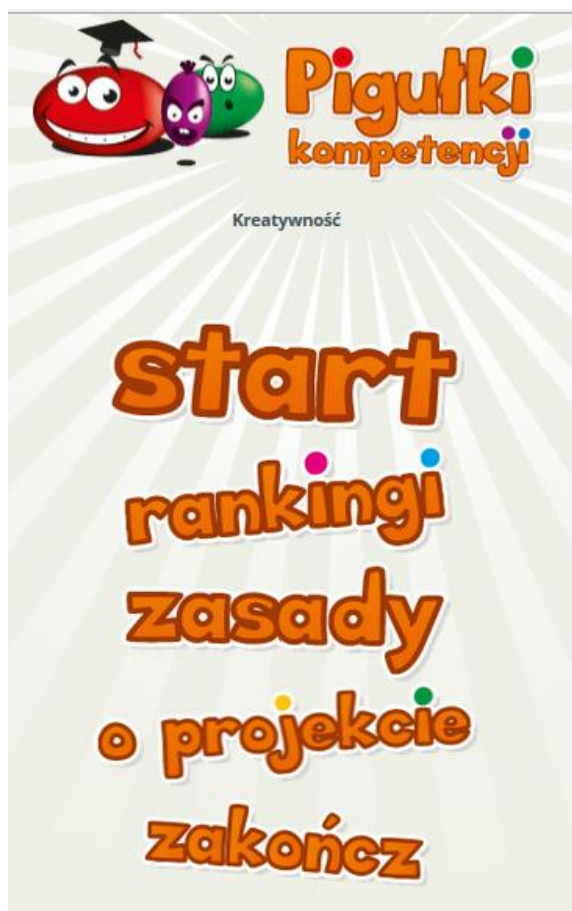 Pigułki
kompetencji
Kreatywność
start
rankingi
zasady
o projekcie
zakończ